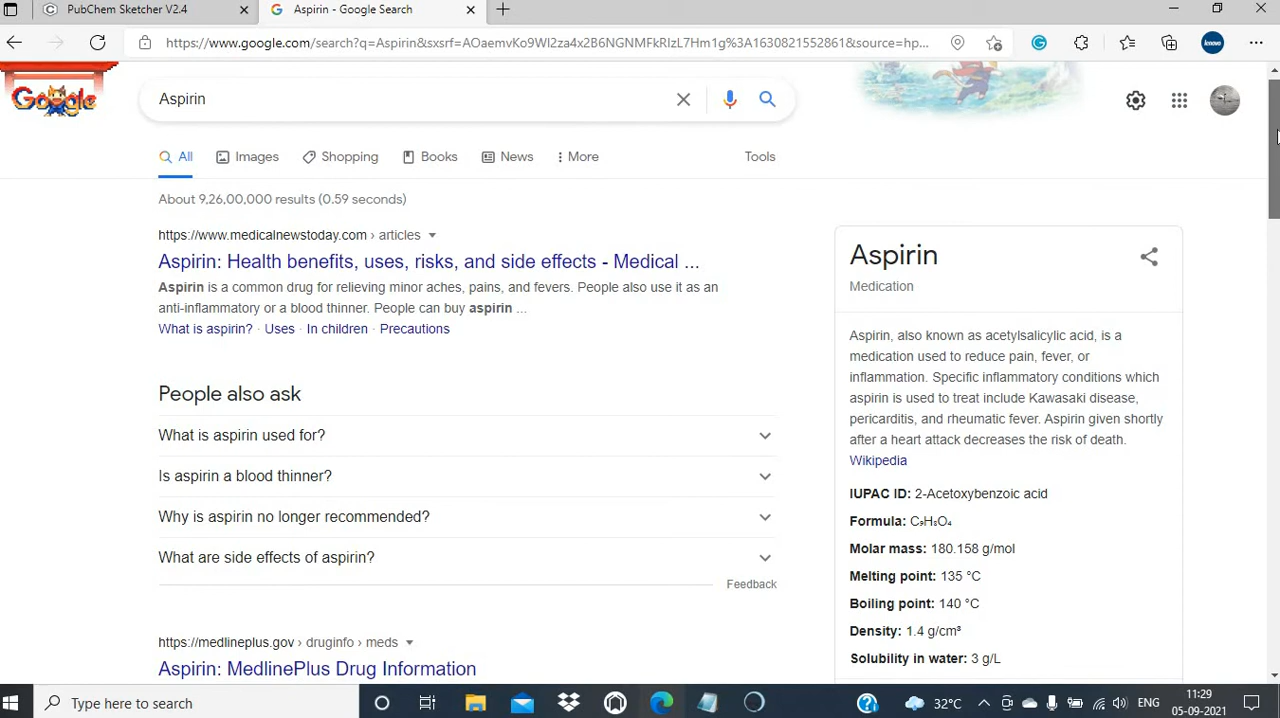 PubChem Sketcher V2.4
Aspirin - Google Search
https://www.google.com/search?q=Aspirin&sxsrf=AOaemvKo9WI2za4x2B6NGNMFkRIzL7Hm1g%3A1630821552861&source=hp...
lenovo
Google
Aspirin
All
Images
Shopping
Books
News
More
Tools
About 9,26,00,000 results (0.59 seconds)
https://www.medicalnewstoday.com › articles
Aspirin: Health benefits, uses, risks, and side effects - Medical ...
Aspirin is a common drug for relieving minor aches, pains, and fevers. People also use it as an
anti-inflammatory or a blood thinner. People can buy aspirin ...
What is aspirin? · Uses · In children · Precautions
People also ask
What is aspirin used for?
Is aspirin a blood thinner?
Why is aspirin no longer recommended?
What are side effects of aspirin?
Feedback
https://medlineplus.gov › druginfo › meds
Aspirin: MedlinePlus Drug Information
Aspirin
Medication
Aspirin, also known as acetylsalicylic acid, is a
medication used to reduce pain, fever, or
inflammation. Specific inflammatory conditions which
aspirin is used to treat include Kawasaki disease,
pericarditis, and rheumatic fever. Aspirin given shortly
after a heart attack decreases the risk of death.
Wikipedia
IUPAC ID: 2-Acetoxybenzoic acid
Formula: C₉H₈O₄
Molar mass: 180.158 g/mol
Melting point: 135 °C
Boiling point: 140 °C
Density: 1.4 g/cm³
Solubility in water: 3 g/L
Type here to search
32°C
ENG
11:29
05-09-2021